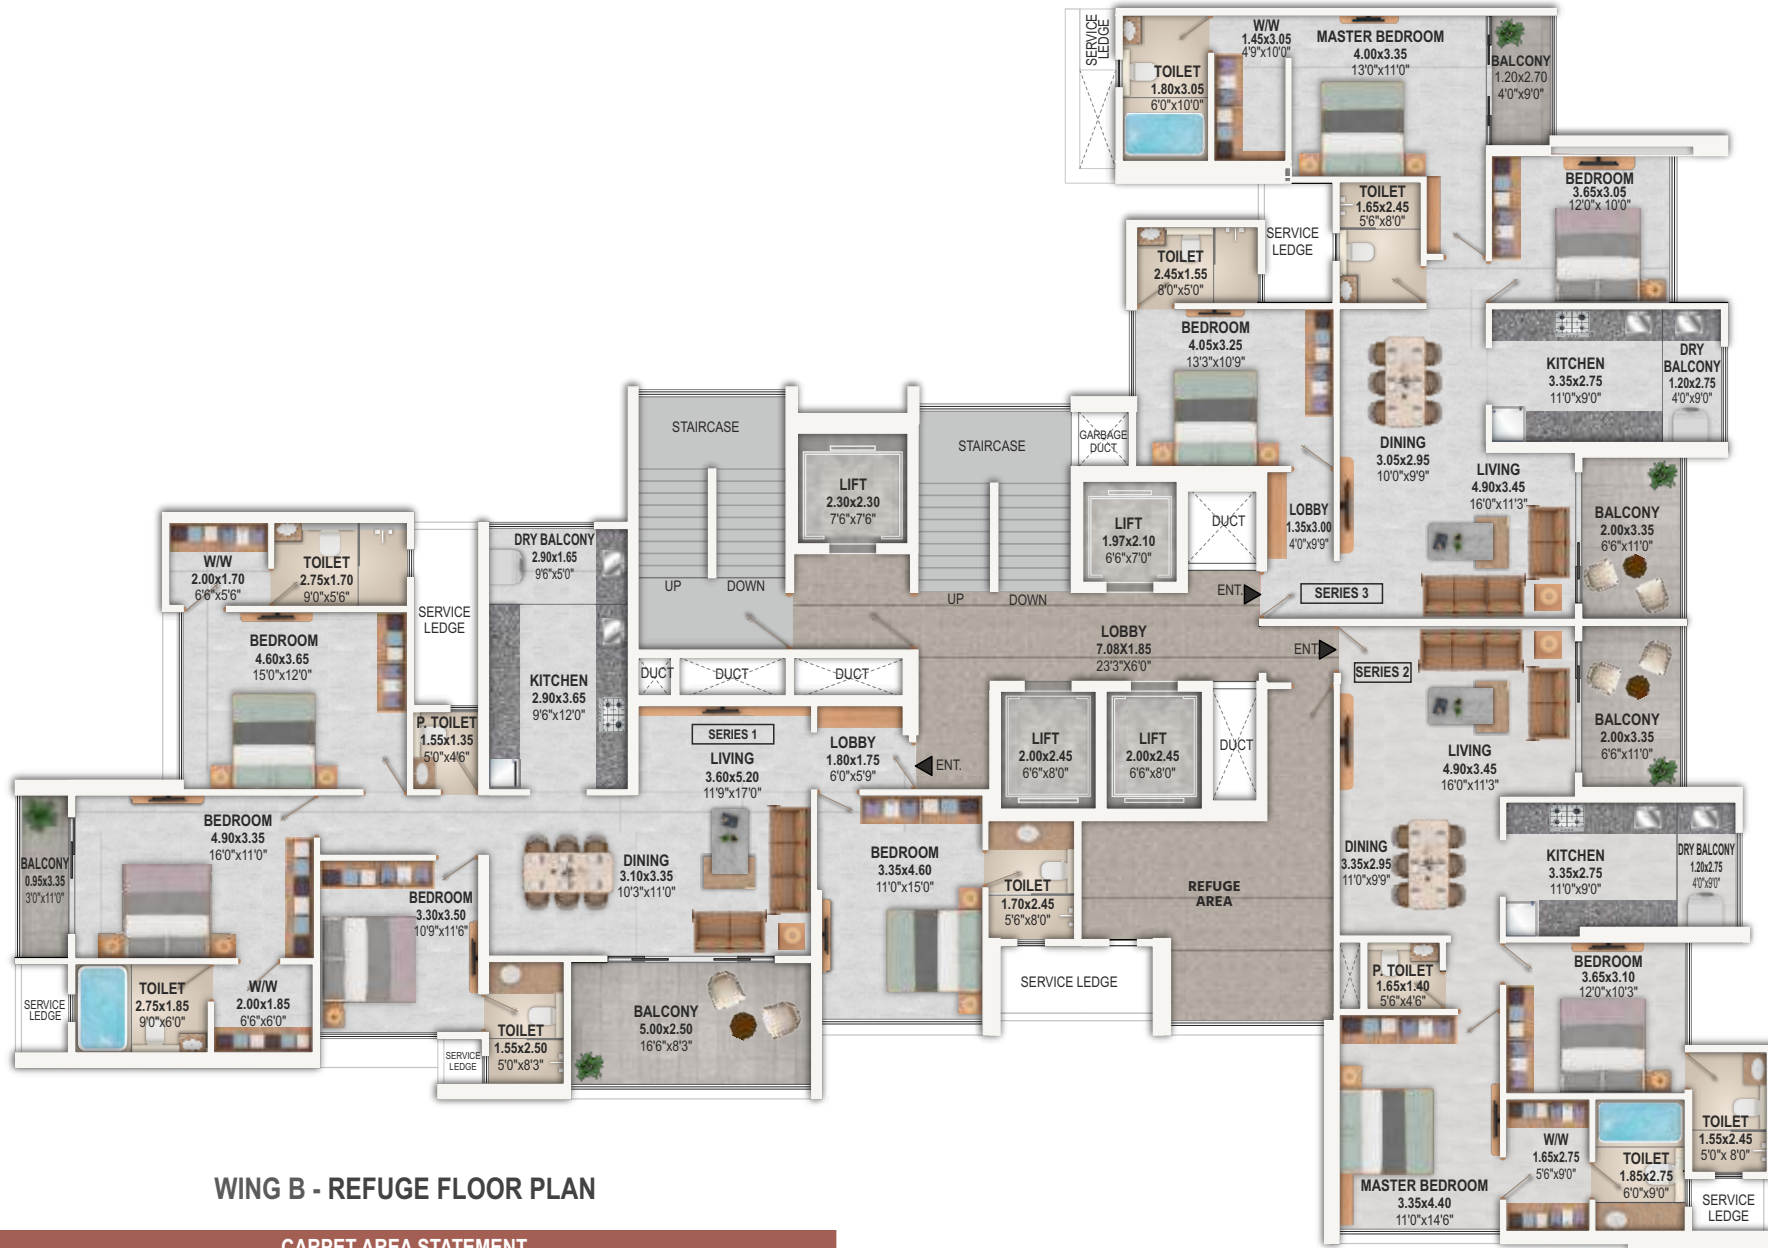 SERVICE
LEDGE
TOILET
1.80x3.05
6'0"x10'0"
W/W
1.45x3.05
4'9"x10'0"
MASTER BEDROOM
4.00x3.35
13'0"x11'0"
BALCONY
1.20x2.70
4'0"x9'0"
BEDROOM
3.65x3.05
12'0"x 10'0"
TOILET
1.65x2.45
5'6"x8'0"
SERVICE
LEDGE
TOILET
2.45x1.55
8'0"x5'0"
BEDROOM
4.05x3.25
13'3"x10'9"
KITCHEN
3.35x2.75
11'0"x9'0"
DRY
BALCONY
1.20x2.75
4'0"x9'0"
DINING
3.05x2.95
10'0"x9'9"
LIVING
4.90x3.45
16'0"x11'3"
BALCONY
2.00x3.35
6'6"x11'0"
LOBBY
1.35x3.00
4'0"x9'9"
SERIES 3
ENT.
STAIRCASE
UP
DOWN
LIFT
2.30x2.30
7'6"x7'6"
STAIRCASE
UP
DOWN
GARBAGE
DUCT
LIFT
1.97x2.10
6'6"x7'0"
DUCT
LOBBY
7.08X1.85
23'3"X6'0"
ENT.
SERIES 2
BALCONY
2.00x3.35
6'6"x11'0"
LIVING
4.90x3.45
16'0"x11'3"
W/W
2.00x1.70
6'6"x5'6"
TOILET
2.75x1.70
9'0"x5'6"
SERVICE
LEDGE
DRY BALCONY
2.90x1.65
9'6"x5'0"
BEDROOM
4.60x3.65
15'0"x12'0"
KITCHEN
2.90x3.65
9'6"x12'0"
P. TOILET
1.55x1.35
5'0"x4'6"
DUCT
DUCT
DUCT
SERIES 1
LIVING
3.60x5.20
11'9"x17'0"
LOBBY
1.80x1.75
6'0"x5'9"
ENT.
LIFT
2.00x2.45
6'6"x8'0"
LIFT
2.00x2.45
6'6"x8'0"
DUCT
BALCONY
0.95x3.35
3'0"x11'0"
BEDROOM
4.90x3.35
16'0"x11'0"
BEDROOM
3.30x3.50
10'9"x11'6"
DINING
3.10x3.35
10'3"x11'0"
BEDROOM
3.35x4.60
11'0"x15'0"
TOILET
1.70x2.45
5'6"x8'0"
REFUGE
AREA
DINING
3.35x2.95
11'0"x9'9"
KITCHEN
3.35x2.75
11'0"x9'0"
DRY BALCONY
1.20x2.75
4'0"x9'0"
SERVICE
LEDGE
TOILET
2.75x1.85
9'0"x6'0"
W/W
2.00x1.85
6'6"x6'0"
SERVICE
LEDGE
TOILET
1.55x2.50
5'0"x8'3"
BALCONY
5.00x2.50
16'6"x8'3"
SERVICE LEDGE
P. TOILET
1.65x1.40
5'6"x4'6"
BEDROOM
3.65x3.10
12'0"x10'3"
MASTER BEDROOM
3.35x4.40
11'0"x14'6"
W/W
1.65x2.75
5'6"x9'0"
TOILET
1.85x2.75
6'0"x9'0"
TOILET
1.55x2.45
5'0"x 8'0"
SERVICE
LEDGE
WING B - REFUGE FLOOR PLAN
CARPET AREA STATEMENT